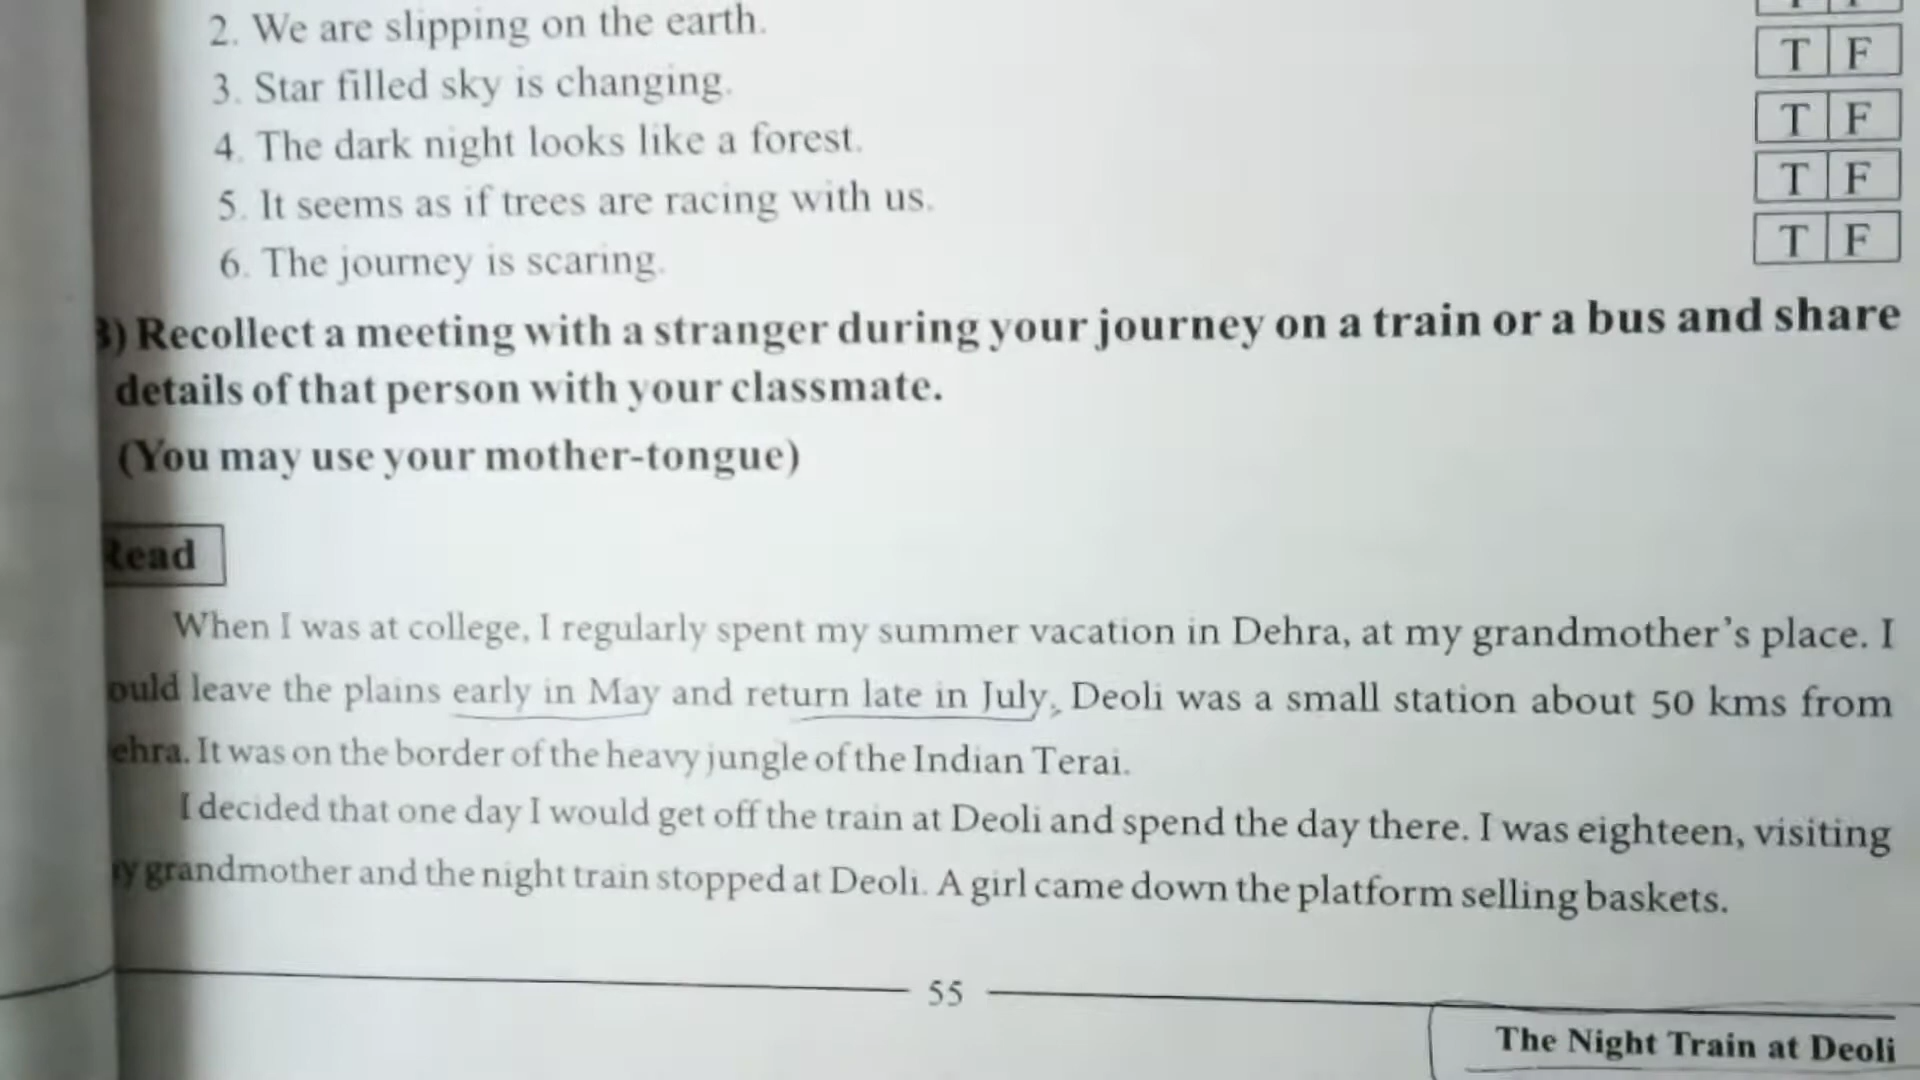 2. We are slipping on the earth.
T F
3. Star filled sky is changing.
T F
4. The dark night looks like a forest.
T F
5. It seems as if trees are racing with us.
T F
6. The journey is scaring.
) Recollect a meeting with a stranger during your journey on a train or a bus and share
details of that person with your classmate.
(You may use your mother-tongue)
Read
When I was at college, I regularly spent my summer vacation in Dehra, at my grandmother's place. I
ould leave the plains early in May and return late in July. Deoli was a small station about 50 kms from
ehra. It was on the border of the heavy jungle of the Indian Terai.
I decided that one day I would get off the train at Deoli and spend the day there. I was eighteen, visiting
y grandmother and the night train stopped at Deoli. A girl came down the platform selling baskets.
55
The Night Train at Deoli